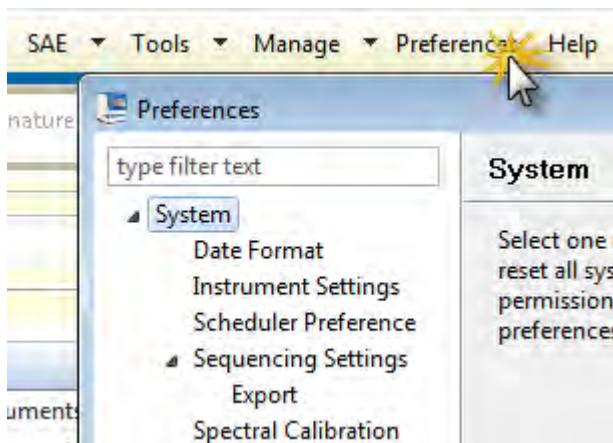 SAE Tools Manage Preferences Help
nature
Preferences
type filter text
System
System
Date Format
Instrument Settings
Scheduler Preference
Sequencing Settings
Export
Spectral Calibration
Select one
reset all sys
permission
preferences
uments